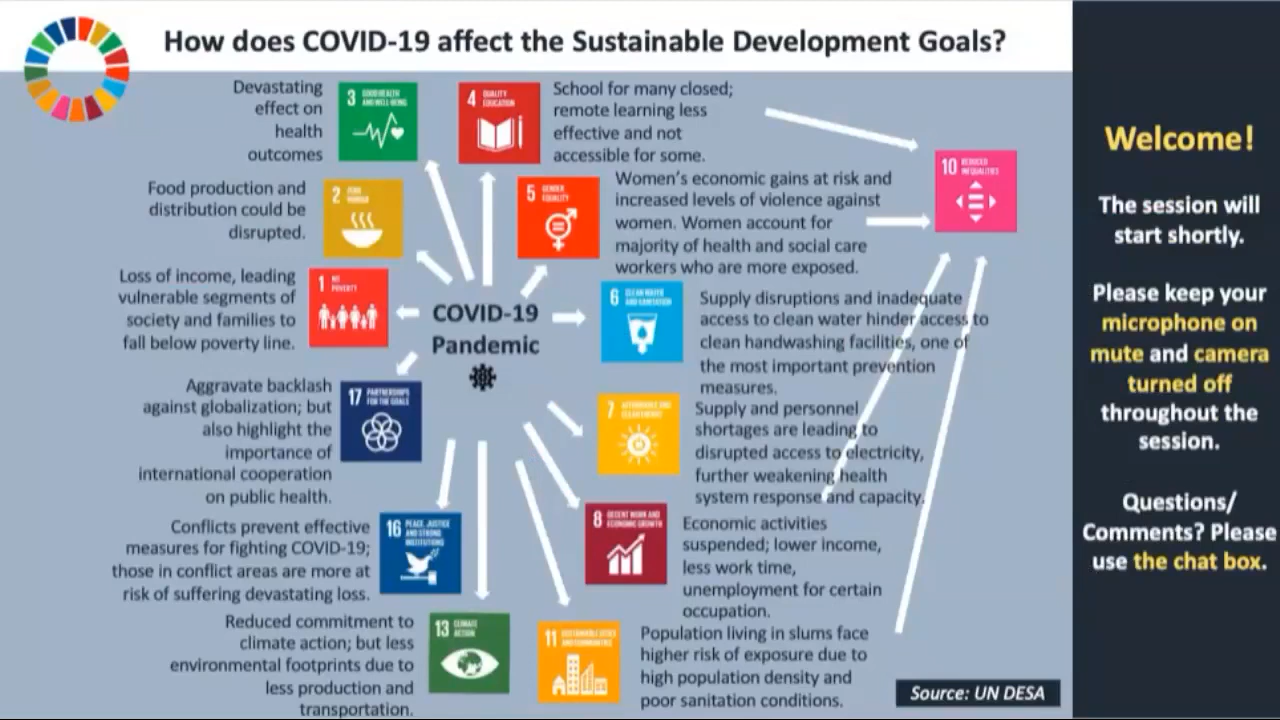 How does COVID-19 affect the Sustainable Development Goals?
Devastating
effect on
health
outcomes
3 GOOD HEALTH
AND WELL-BEING
4 QUALITY
EDUCATION
School for many closed;
remote learning less
effective and not
accessible for some.
Food production and
distribution could be
disrupted.
2 ZERO
HUNGER
5 GENDER
EQUALITY
Women's economic gains at risk and
increased levels of violence against
women. Women account for
majority of health and social care
workers who are more exposed.
10 REDUCED
INEQUALITIES
Loss of income, leading
vulnerable segments of
society and families to
fall below poverty line.
1 NO
POVERTY
COVID-19
Pandemic
6 CLEAN WATER
AND SANITATION
Supply disruptions and inadequate
access to clean water hinder access to
clean handwashing facilities, one of
the most important prevention
measures.
Aggravate backlash
against globalization; but
also highlight the
importance of
international cooperation
on public health.
17 PARTNERSHIPS
FOR THE GOALS
7 AFFORDABLE AND
CLEAN ENERGY
Supply and personnel
shortages are leading to
disrupted access to electricity,
further weakening health
system response and capacity.
Conflicts prevent effective
measures for fighting COVID-19;
those in conflict areas are more at
risk of suffering devastating loss.
16 PEACE, JUSTICE
AND STRONG
INSTITUTIONS
8 DECENT WORK AND
ECONOMIC GROWTH
Economic activities
suspended; lower income,
less work time,
unemployment for certain
occupation.
Reduced commitment to
climate action; but less
environmental footprints due to
less production and
transportation.
13 CLIMATE
ACTION
11 SUSTAINABLE CITIES
AND COMMUNITIES
Population living in slums face
higher risk of exposure due to
high population density and
poor sanitation conditions.
Source: UN DESA
Welcome!
The session will
start shortly.
Please keep your
microphone on
mute and camera
turned off
throughout the
session.
Questions/
Comments? Please
use the chat box.